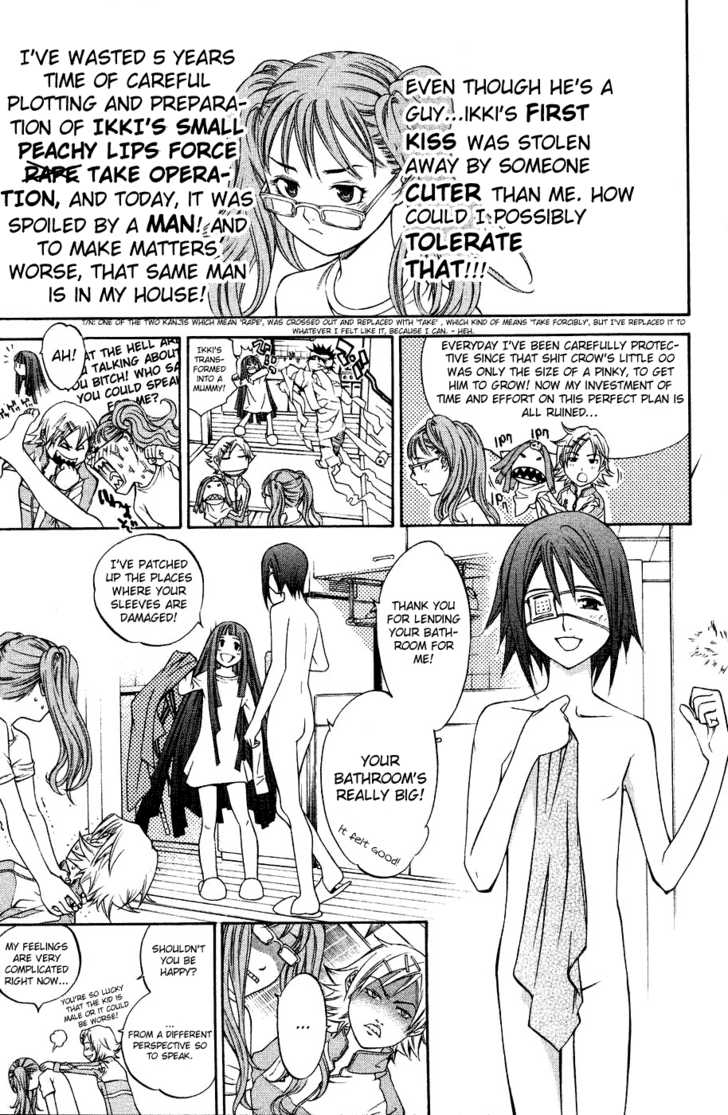 EVEN THOUGH HE'S A
GUY...IKKI'S FIRST
KISS WAS STOLEN
AWAY BY SOMEONE
CUTER THAN ME. HOW
COULD I POSSIBLY
TOLERATE
THAT!!!
I'VE WASTED 5 YEARS
TIME OF CAREFUL
PLOTTING AND PREPARA-
TION OF IKKI'S SMALL
PEACHY LIPS FORCE
RAPE TAKE OPERA-
TION, AND TODAY, IT WAS
SPOILED BY A MAN! AND
TO MAKE MATTERS
WORSE, THAT SAME MAN
IS IN MY HOUSE!
T/N: ONE OF THE TWO KANJIS WHICH MEAN 'RAPE', WAS CROSSED OUT AND REPLACED WITH 'TAKE', WHICH KIND OF MEANS 'TAKE FORCIBLY', BUT I'VE REPLACED IT TO
WHATEVER I FELT LIKE IT, BECAUSE I CAN. - HEH.
EVERYDAY I'VE BEEN CAREFULLY PROTEC-
TIVE SINCE THAT SHIT CROW'S LITTLE OO
WAS ONLY THE SIZE OF A PINKY, TO GET
HIM TO GROW! NOW MY INVESTMENT OF
TIME AND EFFORT ON THIS PERFECT PLAN IS
ALL RUINED...
IKKI'S
TRANS-
FORMED
INTO A
MUMMY!
AT THE HELL ARE
TALKING ABOUT
YOU BITCH! WHO SA
YOU COULD SPEAK
FOR ME?
AH!
THANK YOU
FOR LENDING
YOUR BATH-
ROOM FOR
ME!
YOUR
BATHROOM'S
REALLY BIG!
It felt Good!
I'VE PATCHED
UP THE PLACES
WHERE YOUR
SLEEVES ARE
DAMAGED!
...
SHOULDN'T
YOU BE
HAPPY?
...
FROM A DIFFERENT
PERSPECTIVE SO
TO SPEAK.
MY FEELINGS
ARE VERY
COMPLICATED
RIGHT NOW...
YOU'RE SO LUCKY
THAT THE KID IS
MALE OR IT COULD
BE WORSE!